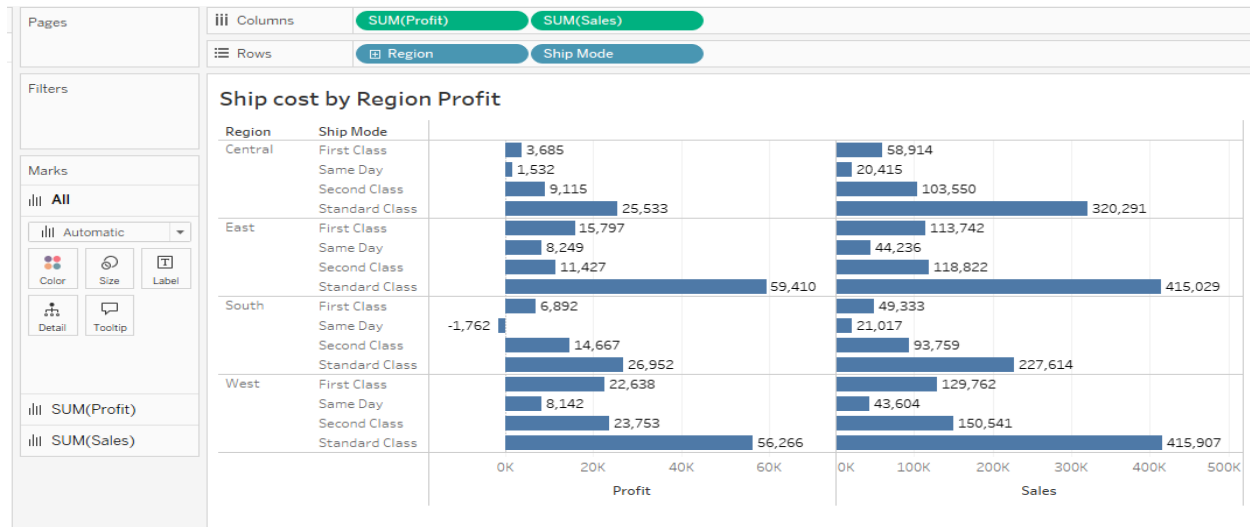 Pages
Columns SUM(Profit) SUM(Sales)
Rows Region Ship Mode
Filters
Marks
All
Automatic
Color Size Label
Detail Tooltip
SUM(Profit)
SUM(Sales)
Ship cost by Region Profit
Region Ship Mode
Central First Class 3,685 58,914
Same Day 1,532 20,415
Second Class 9,115 103,550
Standard Class 25,533 320,291
East First Class 15,797 113,742
Same Day 8,249 44,236
Second Class 11,427 118,822
Standard Class 59,410 415,029
South First Class 6,892 49,333
Same Day -1,762 21,017
Second Class 14,667 93,759
Standard Class 26,952 227,614
West First Class 22,638 129,762
Same Day 8,142 43,604
Second Class 23,753 150,541
Standard Class 56,266 415,907
0K 20K 40K 60K 0K 100K 200K 300K 400K 500K
Profit Sales